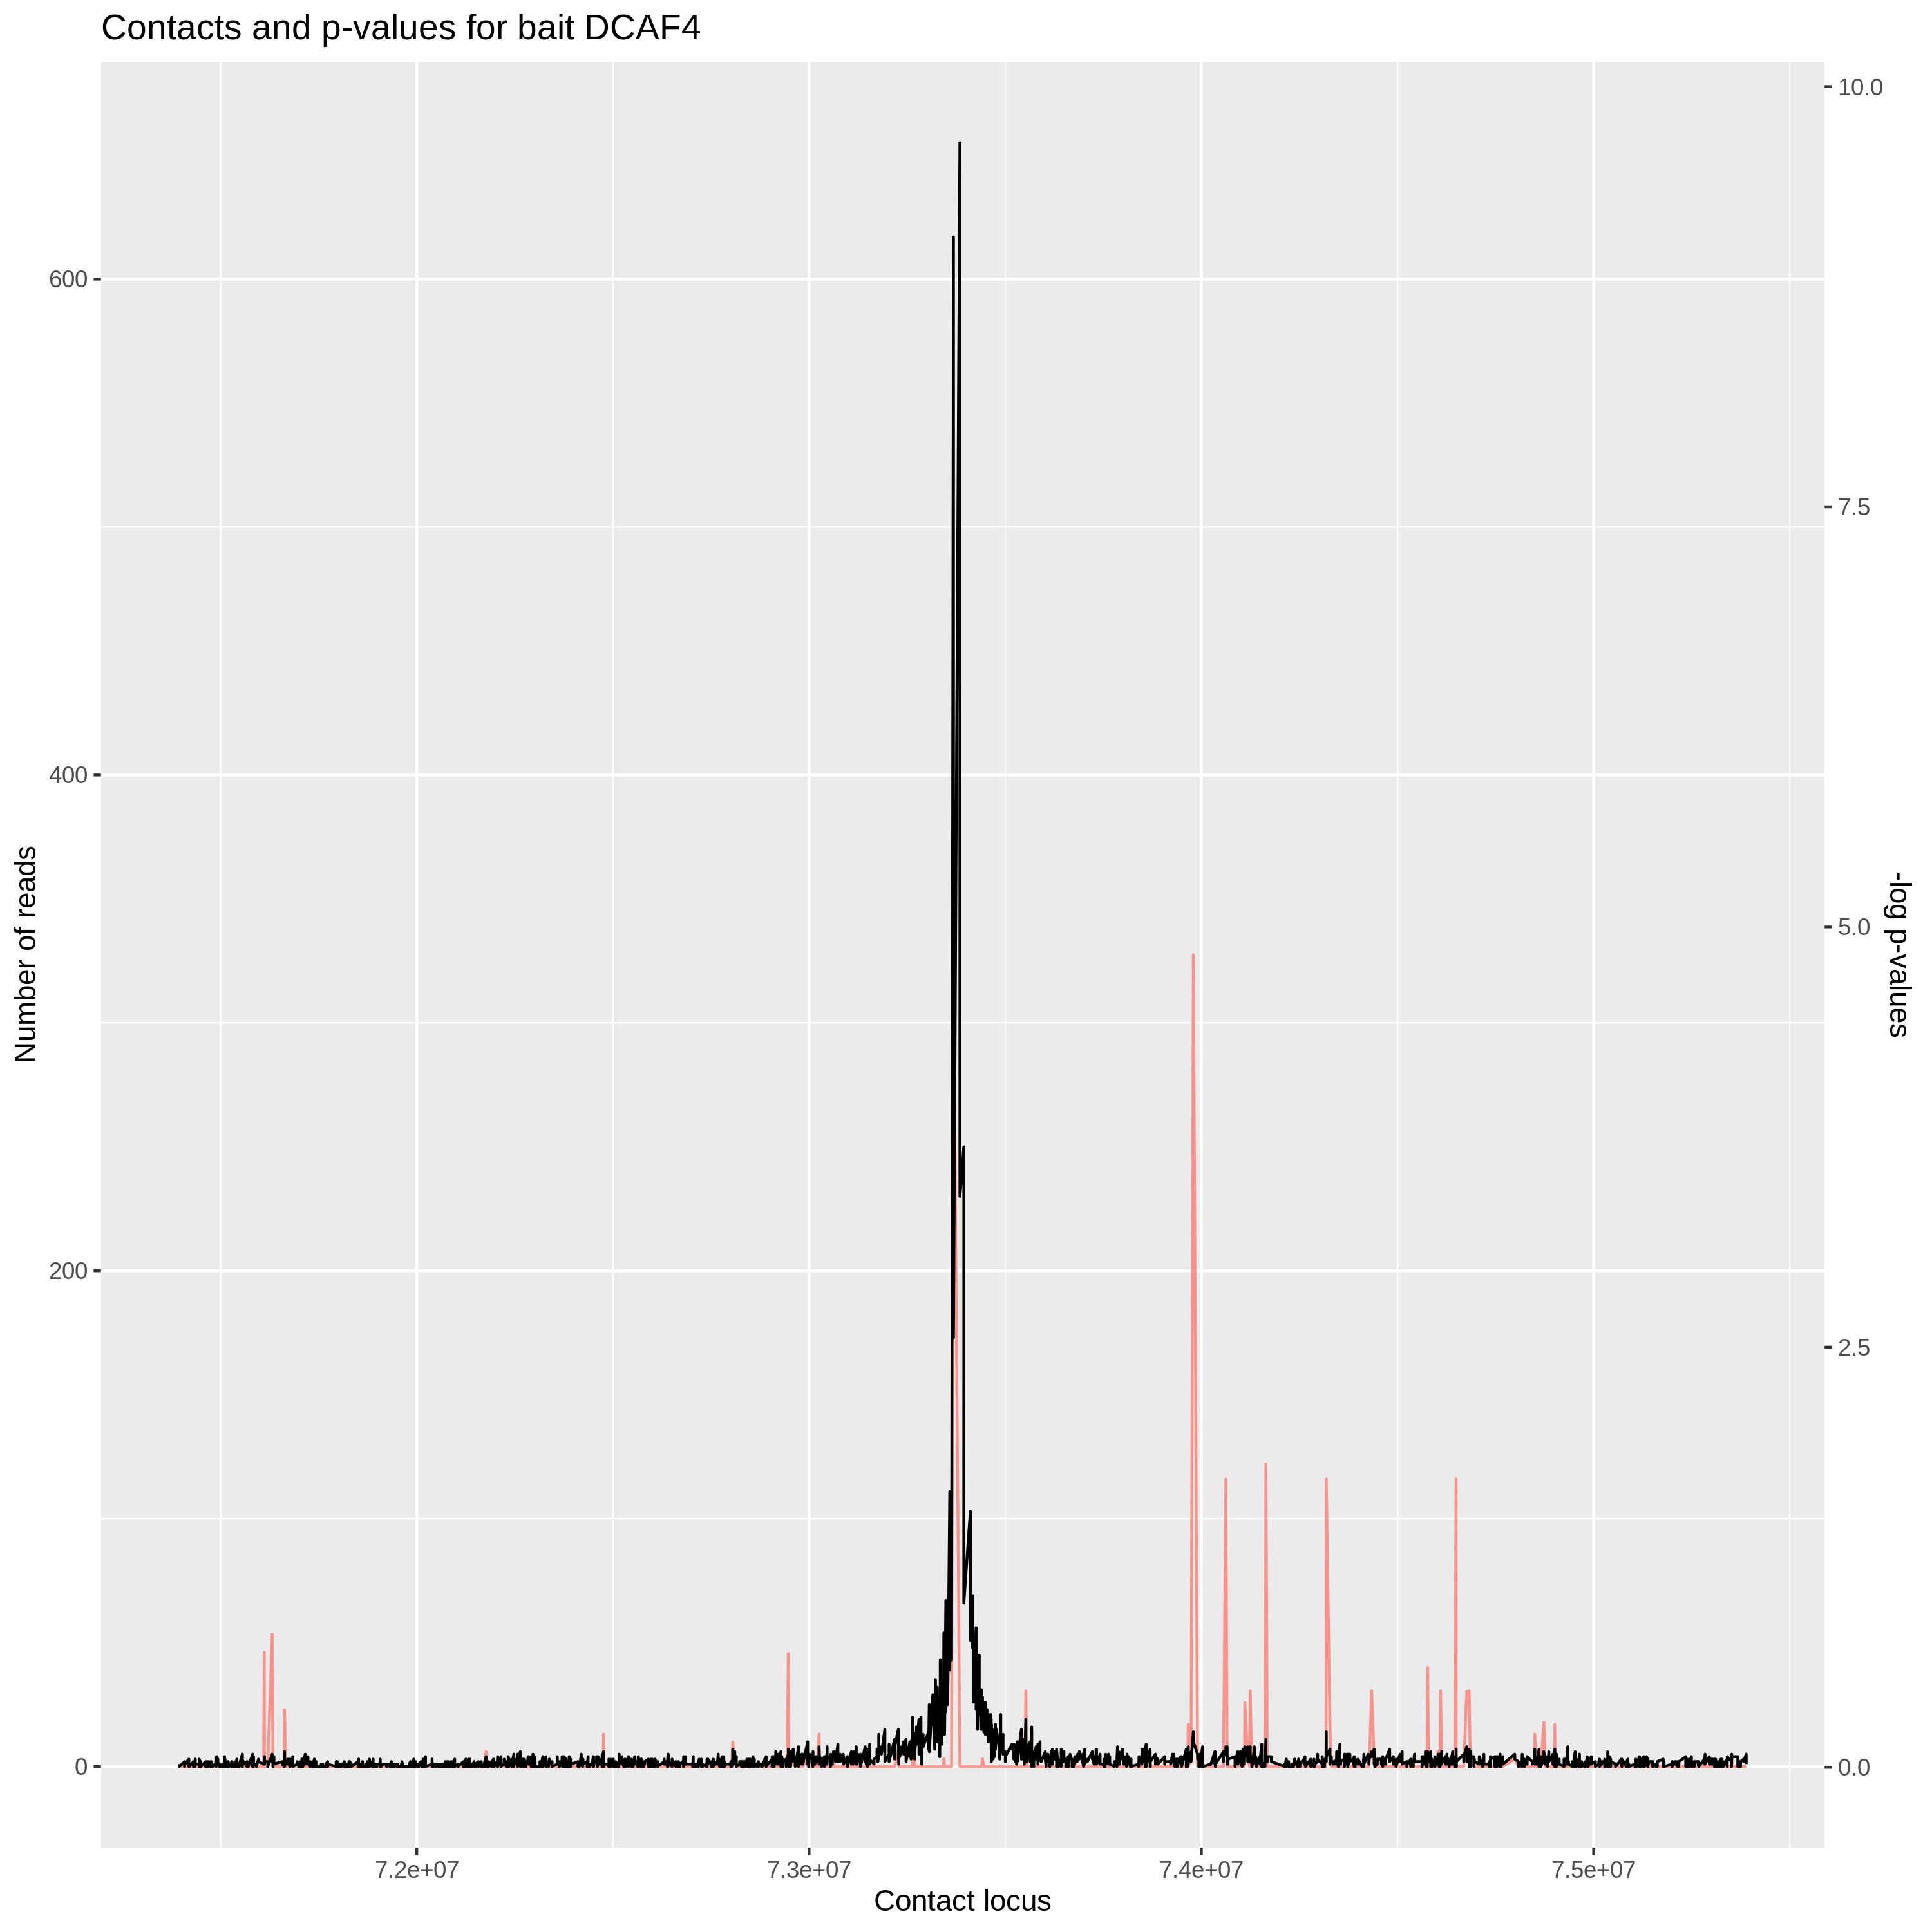 Contacts and p-values for bait DCAF4
10.0
600
7.5
400
5.0
Number of reads
-log p-values
200
2.5
0
0.0
7.2e+07
7.3e+07
7.4e+07
7.5e+07
Contact locus